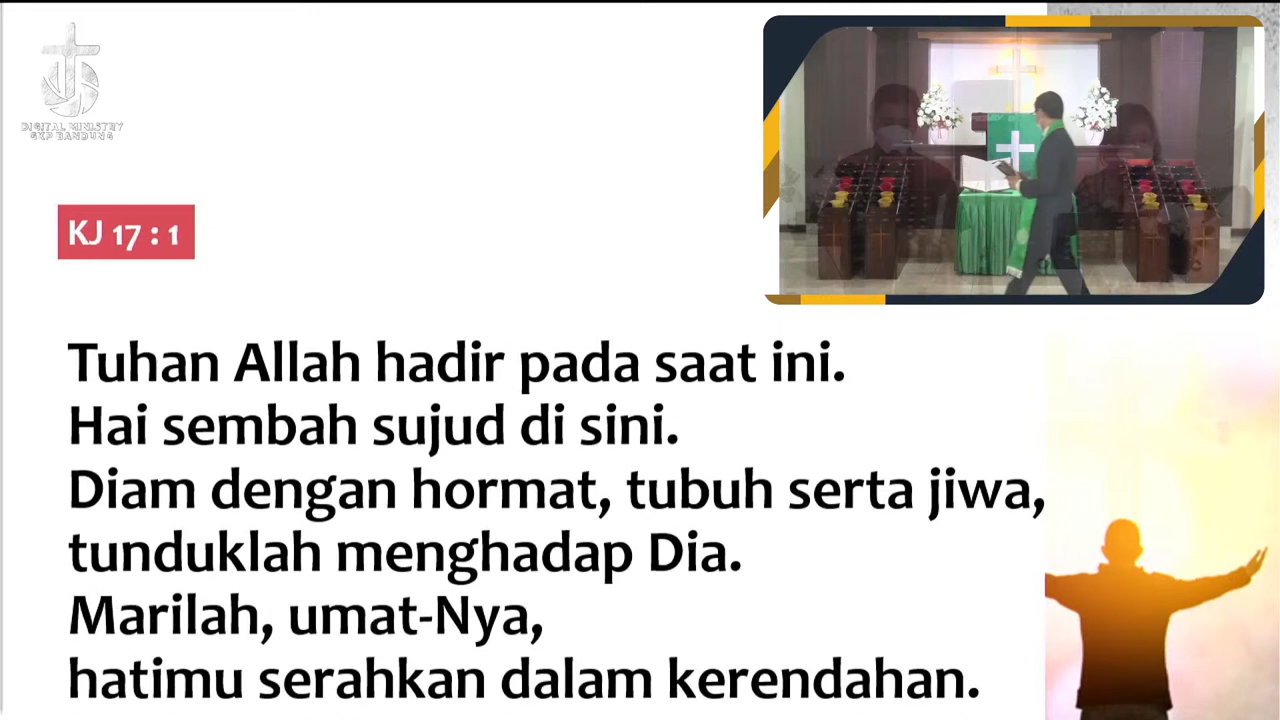 DIGITAL MINISTRY
GKP BANDUNG
KJ 17 : 1
Tuhan Allah hadir pada saat ini.
Hai sembah sujud di sini.
Diam dengan hormat, tubuh serta jiwa,
tunduklah menghadap Dia.
Marilah, umat-Nya,
hatimu serahkan dalam kerendahan.